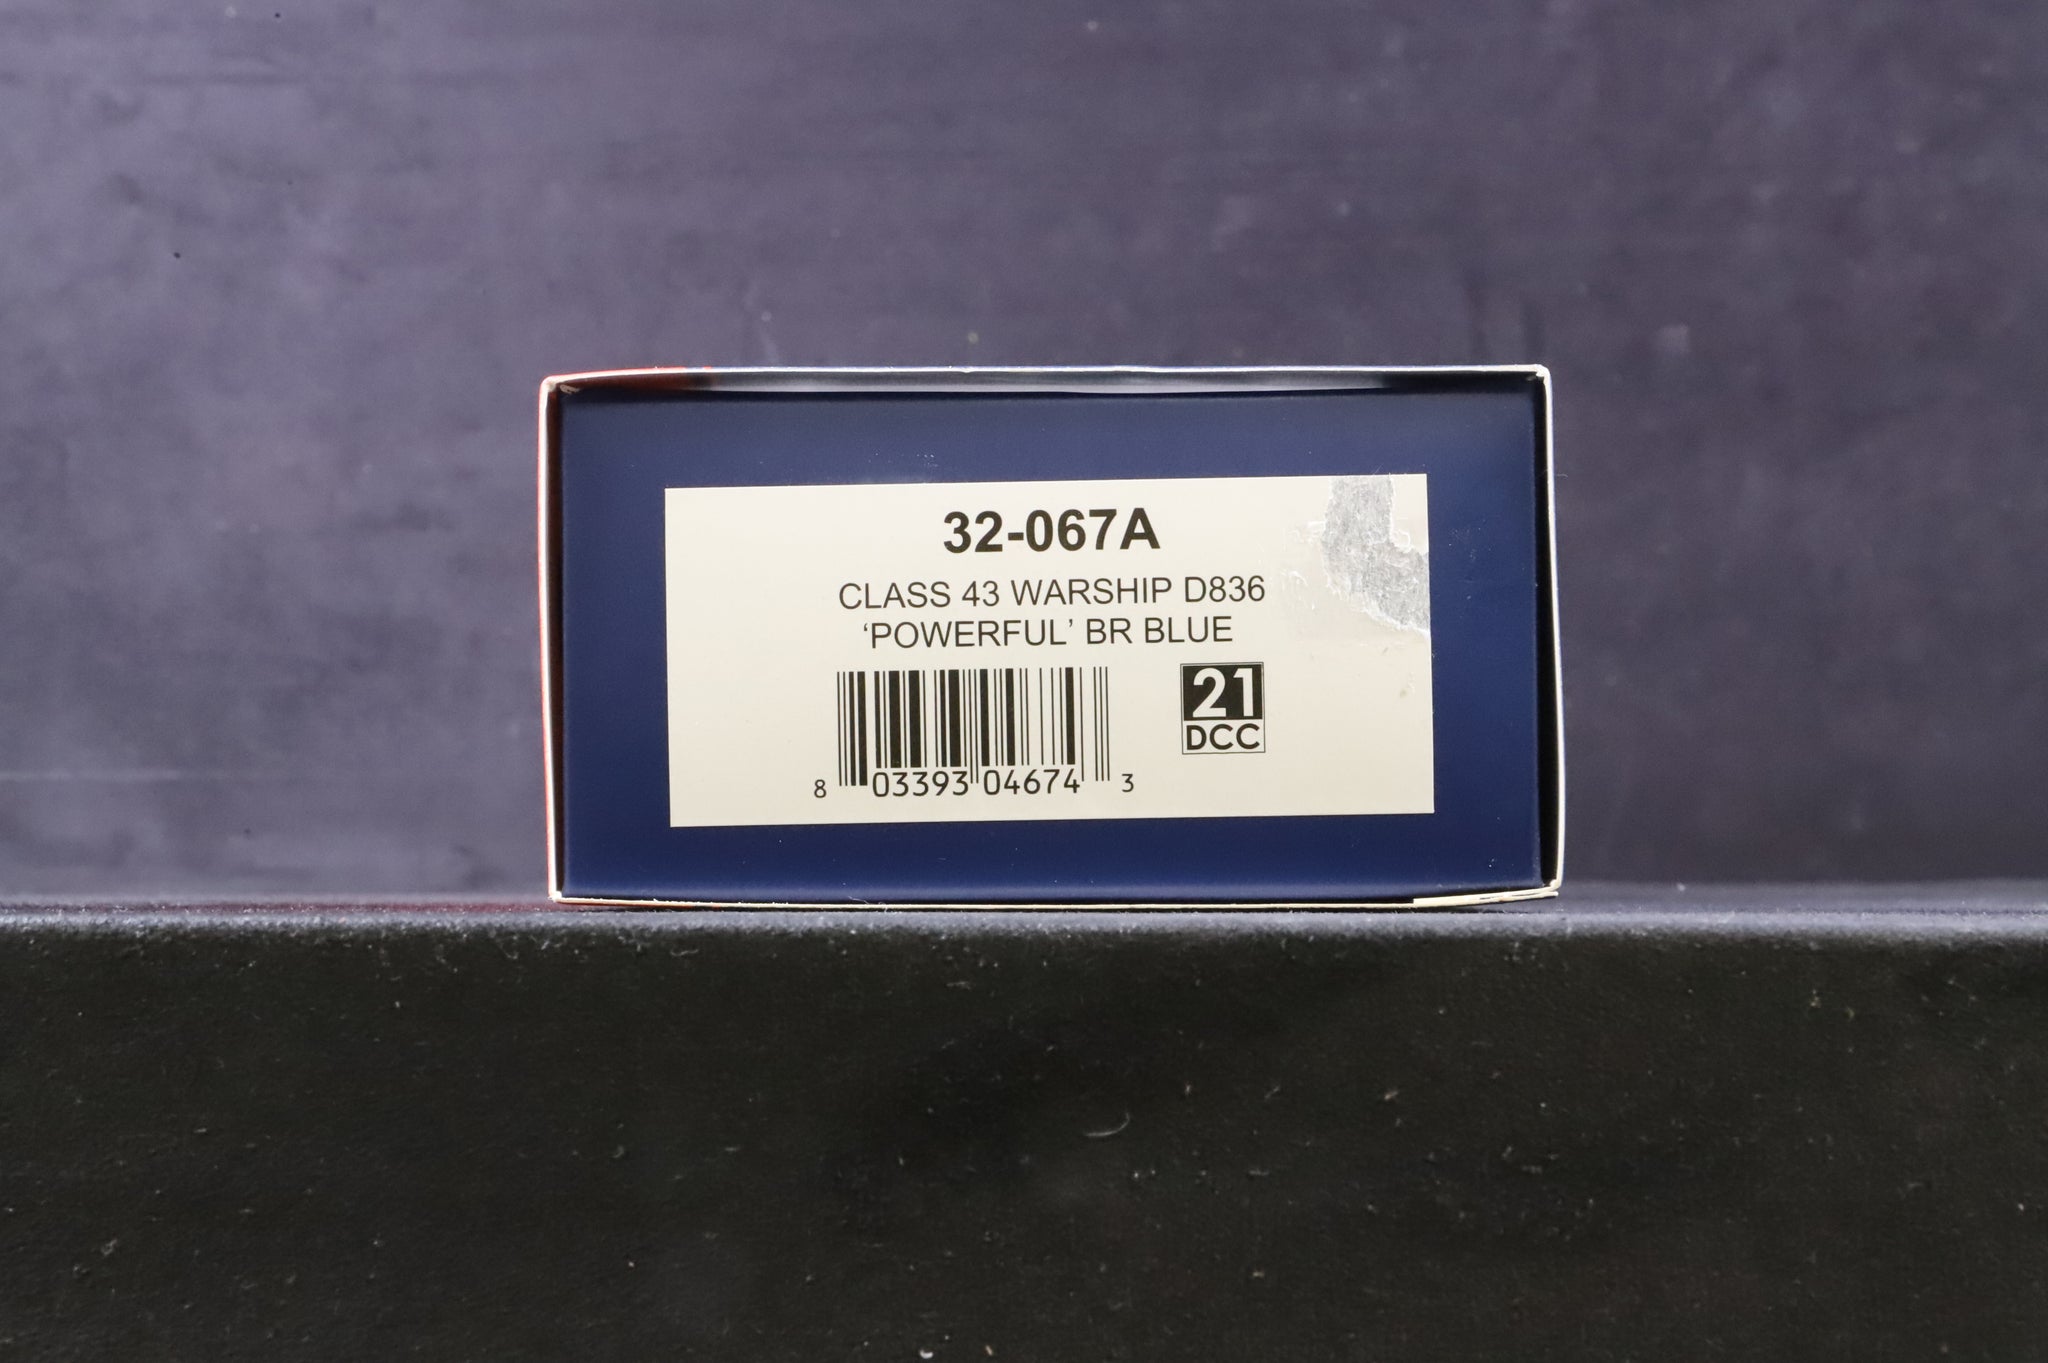 32-067A
CLASS 43 WARSHIP D836
‘POWERFUL’ BR BLUE
21
DCC
8 03393 04674 3